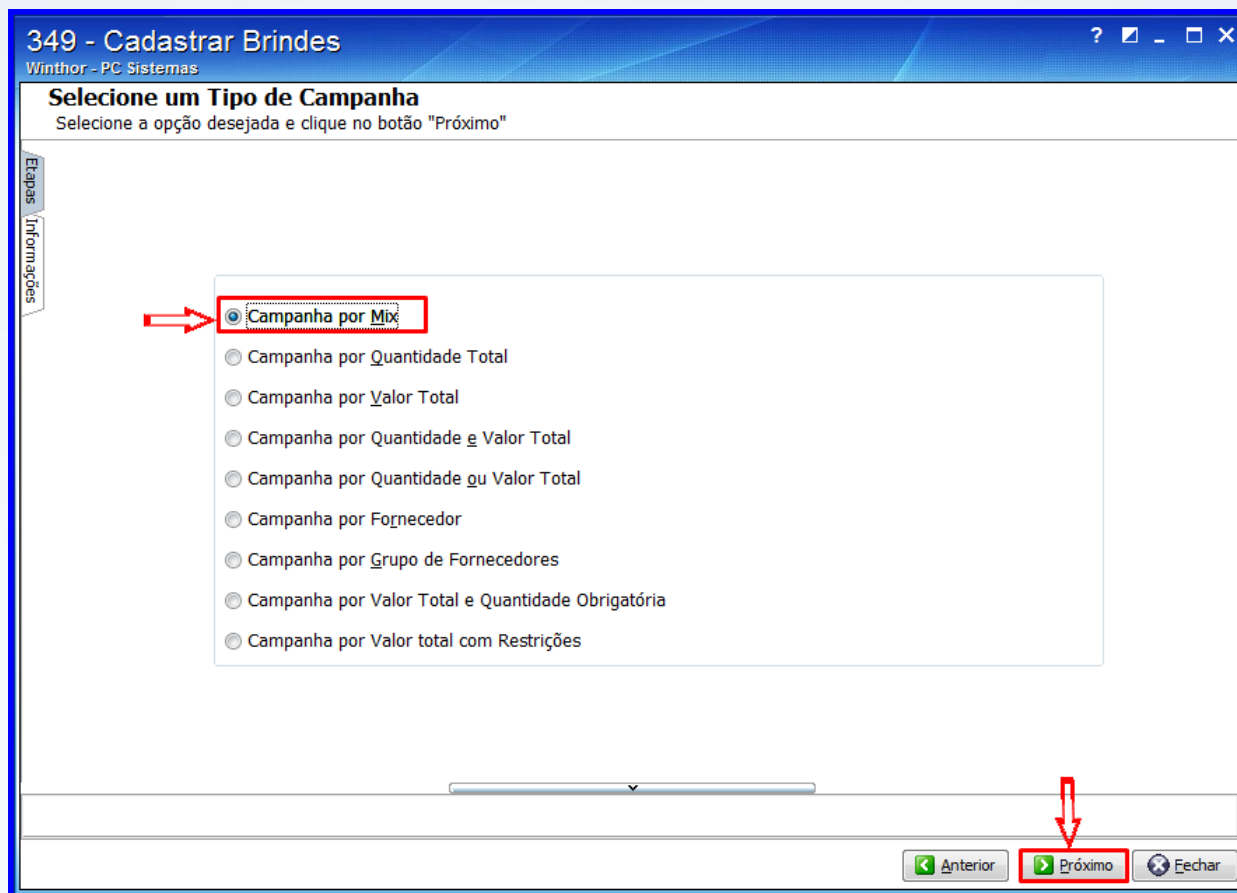 349 - Cadastrar Brindes
?
Winthor - PC Sistemas
Selecione um Tipo de Campanha
Selecione a opção desejada e clique no botão "Próximo"
Etapas
Informações
Campanha por Mix
Campanha por Quantidade Total
Campanha por Valor Total
Campanha por Quantidade e Valor Total
Campanha por Quantidade ou Valor Total
Campanha por Fornecedor
Campanha por Grupo de Fornecedores
Campanha por Valor Total e Quantidade Obrigatória
Campanha por Valor total com Restrições
Anterior
Próximo
Fechar